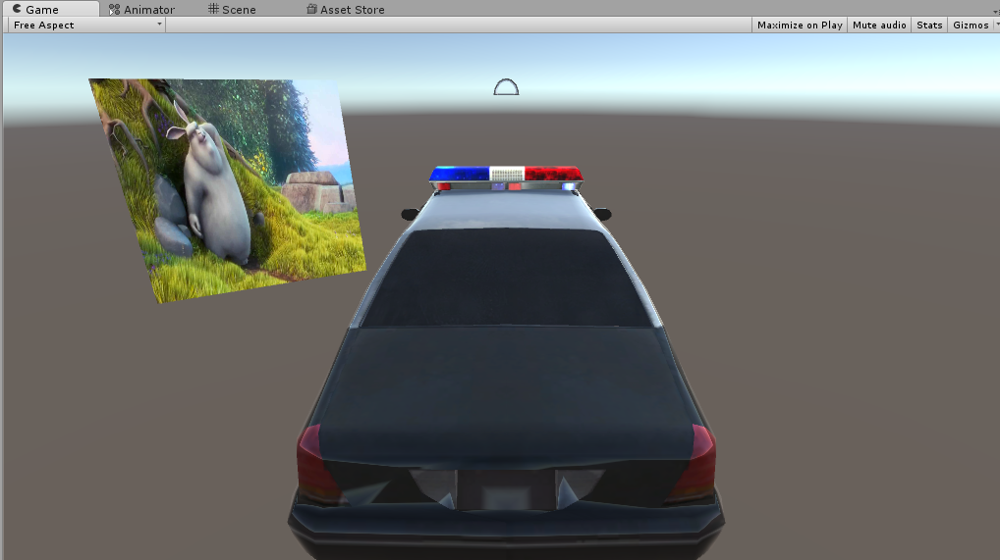 Game Animator Scene Asset Store
Free Aspect Maximize on Play Mute audio Stats Gizmos